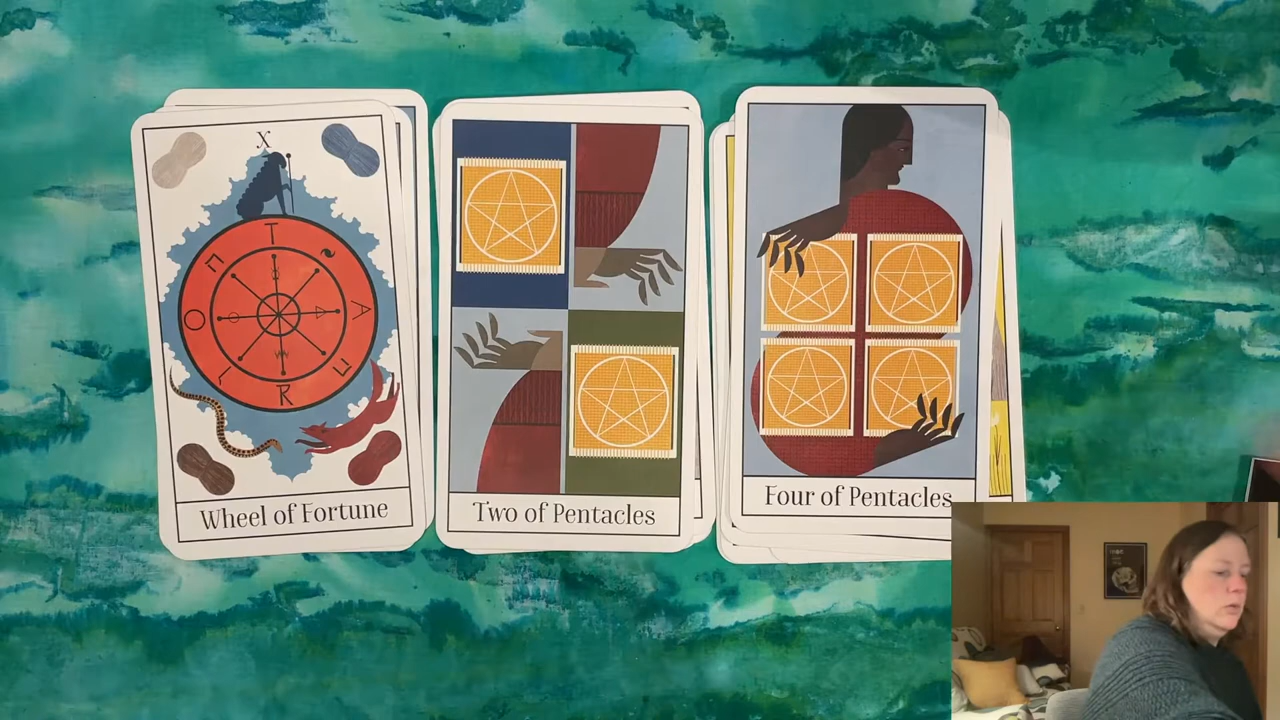 X
T A R O
Wheel of Fortune
Two of Pentacles
Four of Pentacles